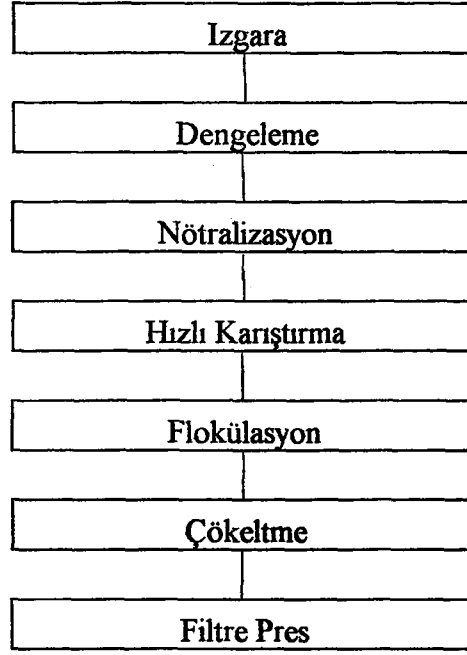 Izgara
Dengeleme
Nötralizasyon
Hızlı Karıştırma
Flokülasyon
Çökeltme
Filtre Pres